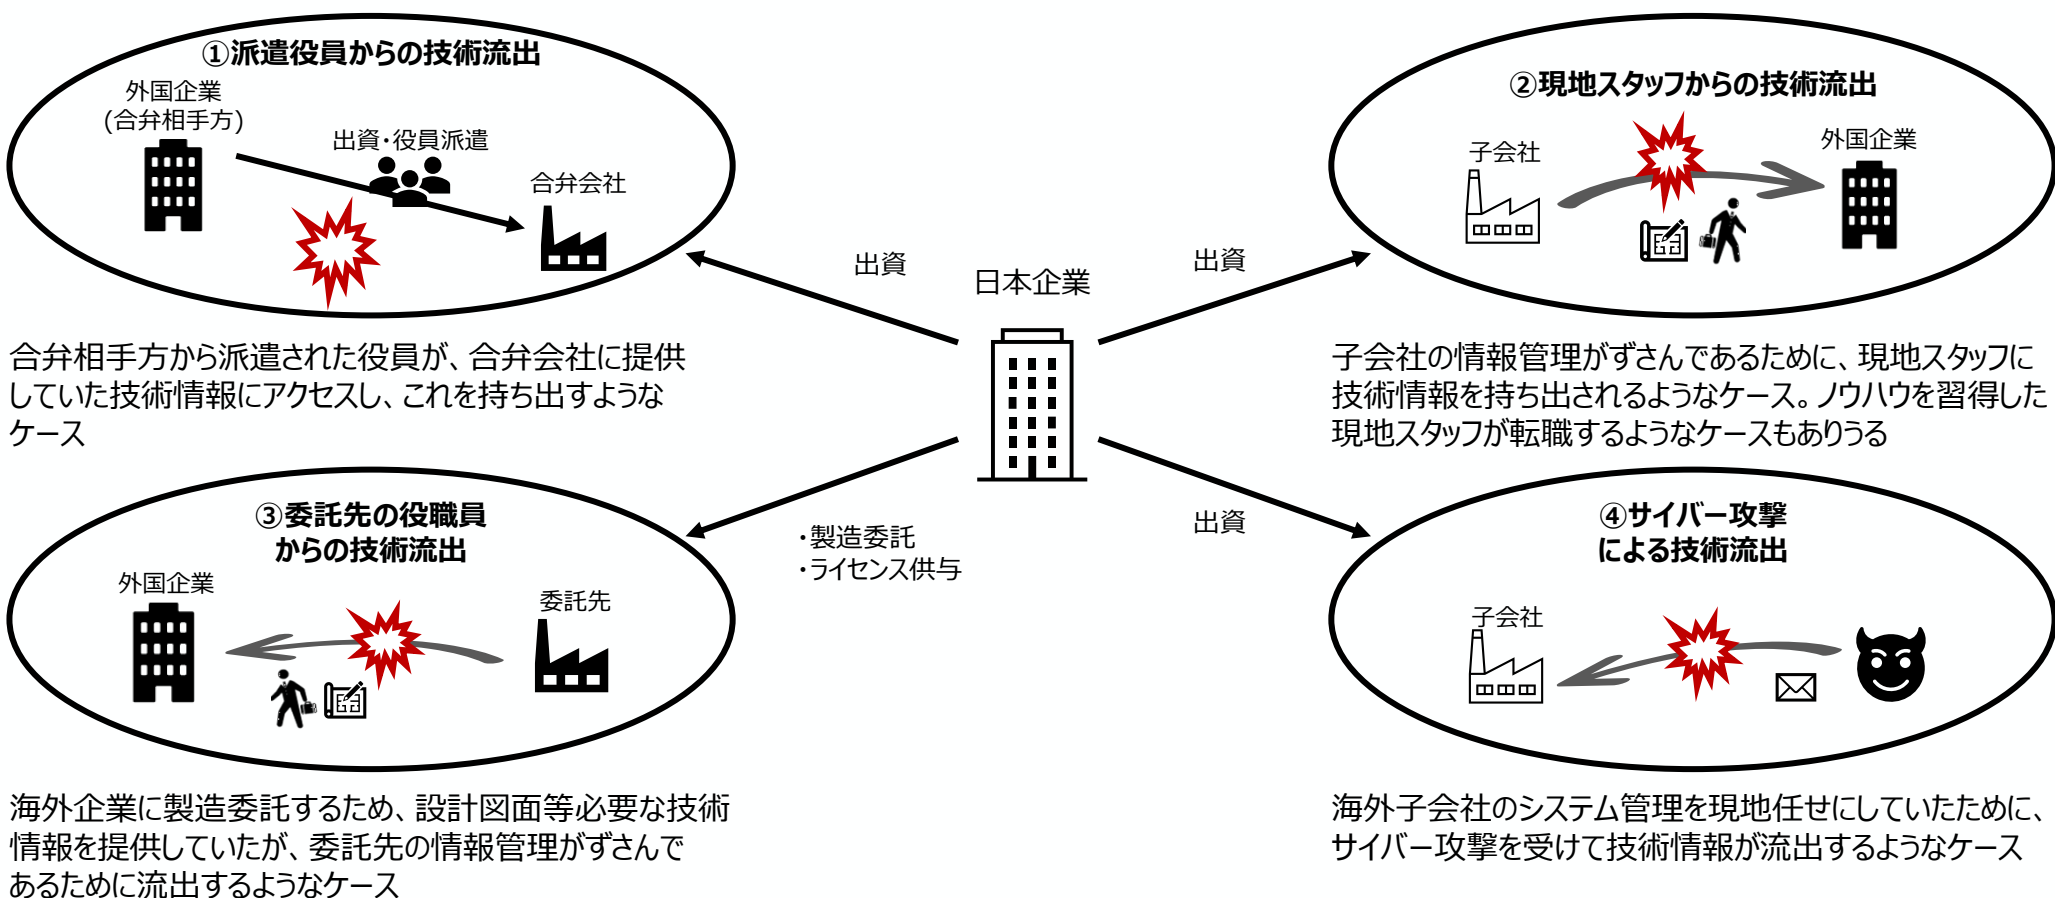 ①派遣役員からの技術流出
外国企業
(合弁相手方)
出資・役員派遣
合弁会社
合弁相手方から派遣された役員が、合弁会社に提供
していた技術情報にアクセスし、これを持ち出すような
ケース
②現地スタッフからの技術流出
子会社
外国企業
子会社の情報管理がずさんであるために、現地スタッフに
技術情報を持ち出されるようなケース。ノウハウを習得した
現地スタッフが転職するようなケースもありうる
出資
日本企業
出資
・製造委託
・ライセンス供与
出資
③委託先の役職員
からの技術流出
外国企業
委託先
海外企業に製造委託するため、設計図面等必要な技術
情報を提供していたが、委託先の情報管理がずさんで
あるために流出するようなケース
④サイバー攻撃
による技術流出
子会社
海外子会社のシステム管理を現地任せにしていたために、
サイバー攻撃を受けて技術情報が流出するようなケース